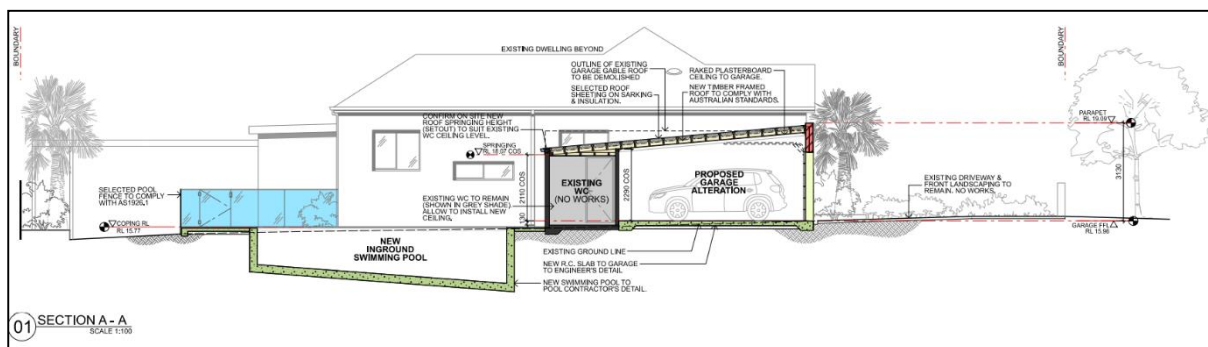 BOUNDARY
BOUNDARY
EXISTING DWELLING BEYOND
OUTLINE OF EXISTING
GARAGE GABLE ROOF
TO BE DEMOLISHED
SELECTED ROOF
SHEETING ON SARKING
& INSULATION.
RAKED PLASTERBOARD
CEILING TO GARAGE.
NEW TIMBER FRAMED
ROOF TO COMPLY WITH
AUSTRALIAN STANDARDS.
CONFIRM ON SITE NEW
ROOF SPRINGING HEIGHT
(SETOUT) TO SUIT EXISTING
WC CEILING LEVEL.
SPRINGING
RL 18.07 COS
PARAPET
RL 19.09
3130
SELECTED POOL
FENCE TO COMPLY
WITH AS1926.1
EXISTING WC TO REMAIN
(SHOWN IN GREY SHADE)
ALLOW TO INSTALL NEW
CEILING.
2110 COS
130
EXISTING
WC
(NO WORKS)
2290 COS
PROPOSED
GARAGE
ALTERATION
EXISTING DRIVEWAY &
FRONT LANDSCAPING TO
REMAIN. NO WORKS.
COPING RL
RL 15.77
GARAGE FFL
RL 15.96
NEW
INGROUND
SWIMMING POOL
EXISTING GROUND LINE
NEW R.C. SLAB TO GARAGE
TO ENGINEER'S DETAIL
NEW SWIMMING POOL TO
POOL CONTRACTOR'S DETAIL.
01 SECTION A - A
SCALE 1:100